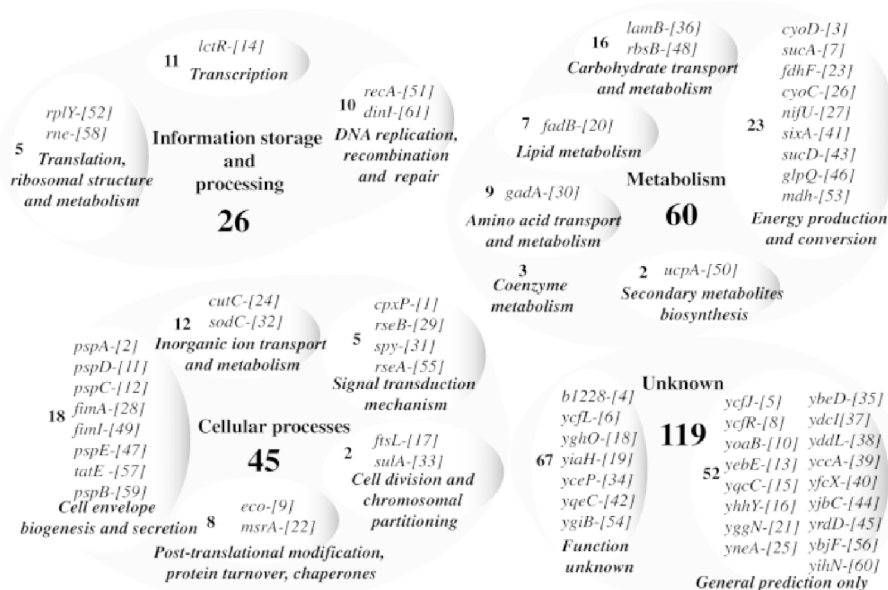 11
lctR-[14]
Transcription
5
rplY-[52]
rne-[58]
Translation,
ribosomal structure
and metabolism
Information storage
and
processing
26
10
recA-[51]
dinI-[61]
DNA replication,
recombination
and repair
16
lamB-[36]
rbsB-[48]
Carbohydrate transport
and metabolism
7
fadB-[20]
Lipid metabolism
9
gadA-[30]
Amino acid transport
and metabolism
Metabolism
60
23
cyoD-[3]
sucA-[7]
fdhF-[23]
cyoC-[26]
nifU-[27]
sixA-[41]
sucD-[43]
glpQ-[46]
mdh-[53]
Energy production
and conversion
3
Coenzyme
metabolism
2
ucpA-[50]
Secondary metabolites
biosynthesis
12
cutC-[24]
sodC-[32]
Inorganic ion transport
and metabolism
5
cpxP-[1]
rseB-[29]
spy-[31]
rseA-[55]
Signal transduction
mechanism
18
pspA-[2]
pspD-[11]
pspC-[12]
fimA-[28]
fimI-[49]
pspE-[47]
tatE -[57]
pspB-[59]
Cell envelope
biogenesis and secretion
Cellular processes
45
2
ftsL-[17]
sulA-[33]
Cell division and
chromosomal
partitioning
8
eco-[9]
msrA-[22]
Post-translational modification,
protein turnover, chaperones
Unknown
119
67
b1228-[4]
ycfL-[6]
yghO-[18]
yiaH-[19]
yceP-[34]
yqeC-[42]
ygiB-[54]
Function
unknown
52
ycfJ-[5]
ycfR-[8]
yoaB-[10]
yebE-[13]
yqcC-[15]
yhhY-[16]
yggN-[21]
yneA-[25]
ybeD-[35]
ydcI[37]
yddL-[38]
yccA-[39]
yfcX-[40]
yjbC-[44]
yrdD-[45]
ybjF-[56]
yihN-[60]
General prediction only